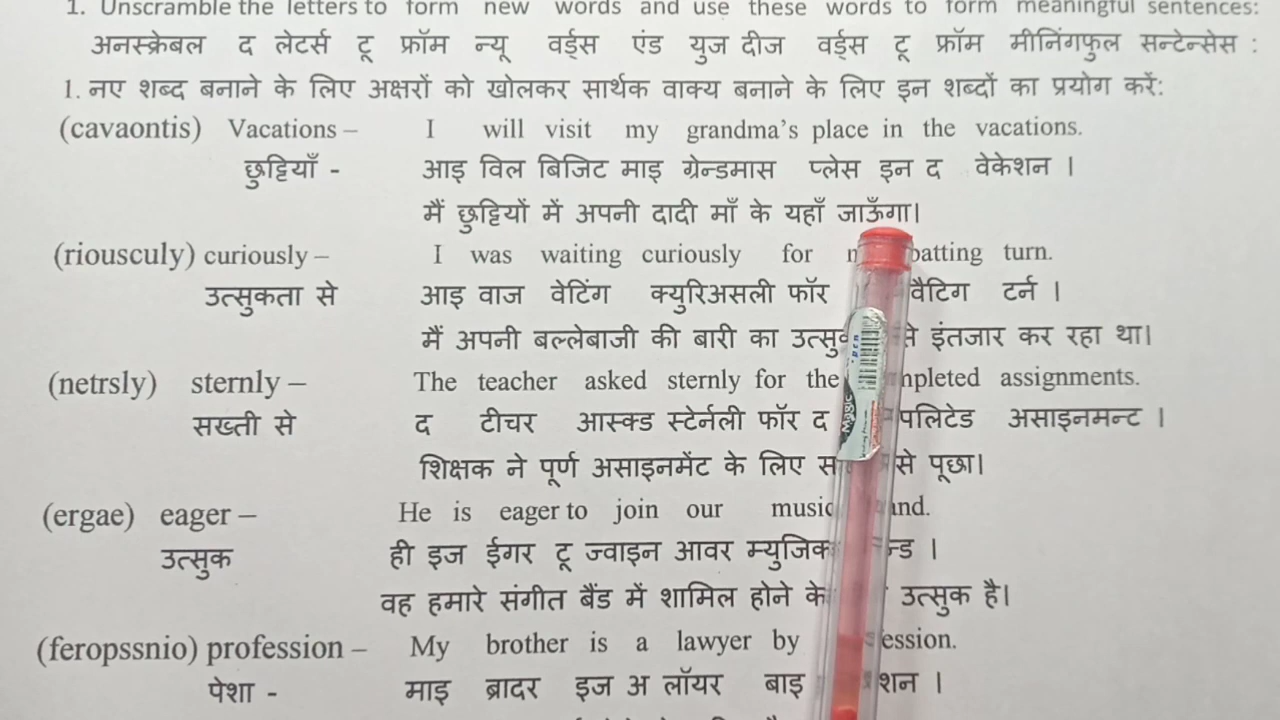 1. Unscramble the letters to form new words and use these words to form meaningful sentences:
अनस्क्रेबल द लेटर्स टू फ्रॉम न्यू वर्ड्स एंड युज दीज वर्ड्स टू फ्रॉम मीनिंगफुल सन्टेन्सेस :
1. नए शब्द बनाने के लिए अक्षरों को खोलकर सार्थक वाक्य बनाने के लिए इन शब्दों का प्रयोग करें:
(cavaontis) Vacations – I will visit my grandma's place in the vacations.
छुट्टियाँ - आइ विल बिजिट माइ ग्रेन्डमास प्लेस इन द वेकेशन ।
मैं छुट्टियों में अपनी दादी माँ के यहाँ जाऊँगा।
(riousculy) curiously – I was waiting curiously for batting turn.
उत्सुकता से आइ वाज वेटिंग क्युरिअसली फॉर वैटिग टर्न ।
मैं अपनी बल्लेबाजी की बारी का से इंतजार कर रहा था।
(netrsly) sternly – The teacher asked sternly for the assignments.
सख्ती से द टीचर आस्क्ड स्टेर्नली फॉर द असाइनमन्ट ।
शिक्षक ने पूर्ण असाइनमेंट के लिए से पूछा।
(ergae) eager – He is eager to join our music
उत्सुक ही इज ईगर टू ज्वाइन आवर म्युजिक ।
वह हमारे संगीत बैंड में शामिल होने के उत्सुक है।
(feropssnio) profession – My brother is a lawyer by
पेशा - माइ ब्रादर इज अ लॉयर बाइ ।